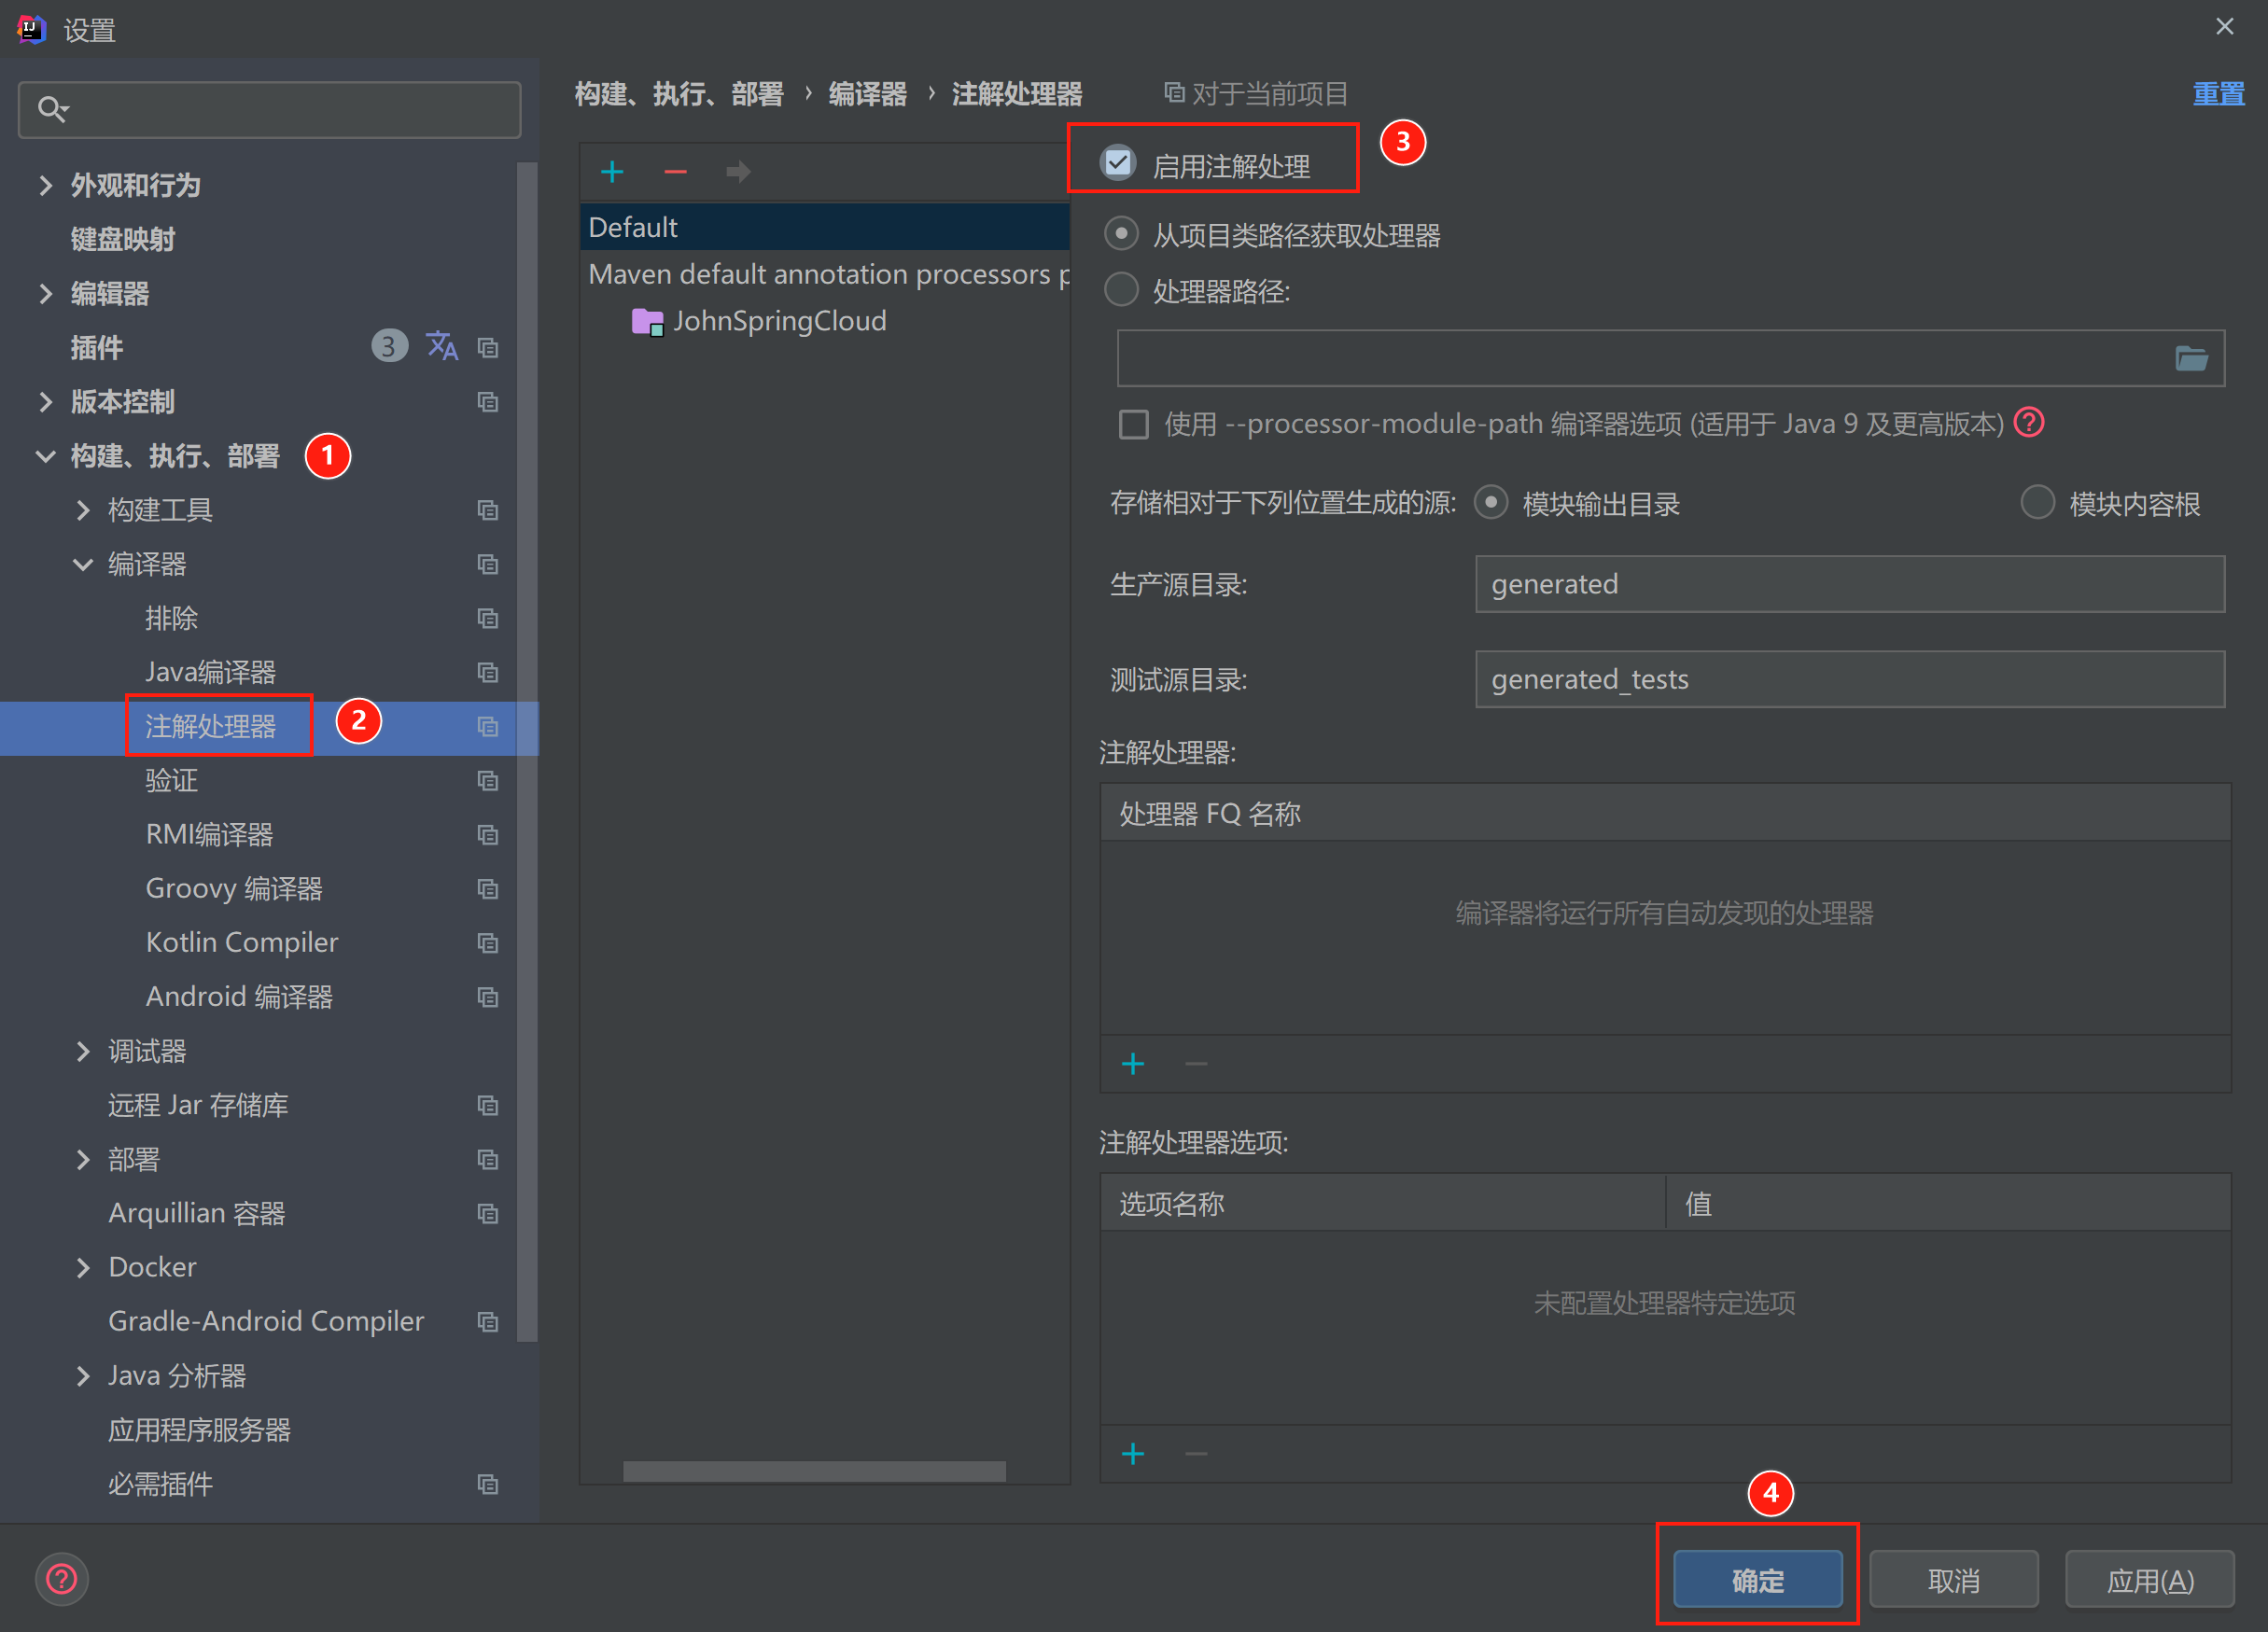 设置
外观和行为
键盘映射
编辑器
插件 3
版本控制
构建、执行、部署 1
构建工具
编译器
排除
Java编译器
注解处理器 2
验证
RMI编译器
Groovy 编译器
Kotlin Compiler
Android 编译器
调试器
远程 Jar 存储库
部署
Arquillian 容器
Docker
Gradle-Android Compiler
Java 分析器
应用程序服务器
必需插件
构建、执行、部署 › 编译器 › 注解处理器 对于当前项目 重置
Default
Maven default annotation processors p
JohnSpringCloud
启用注解处理 3
从项目类路径获取处理器
处理器路径:
使用 --processor-module-path 编译器选项 (适用于 Java 9 及更高版本)
存储相对于下列位置生成的源: 模块输出目录 模块内容根
生产源目录: generated
测试源目录: generated_tests
注解处理器:
处理器 FQ 名称
编译器将运行所有自动发现的处理器
注解处理器选项:
选项名称 值
未配置处理器特定选项
4
确定 取消 应用(A)